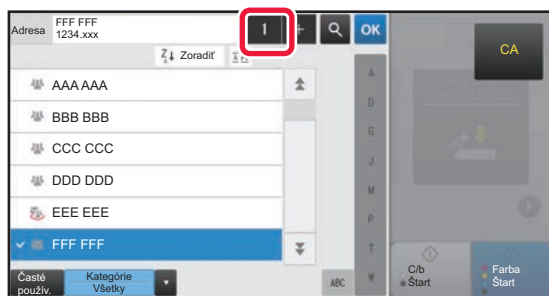 Adresa
FFF FFF
1234.xxx
1
+
OK
CA
Z A Zoradiť
AAA AAA
BBB BBB
CCC CCC
DDD DDD
EEE EEE
FFF FFF
A
D
G
J
M
P
T
W
Časté
použív.
Kategórie
Všetky
ABC
C/b
Štart
Farba
Štart